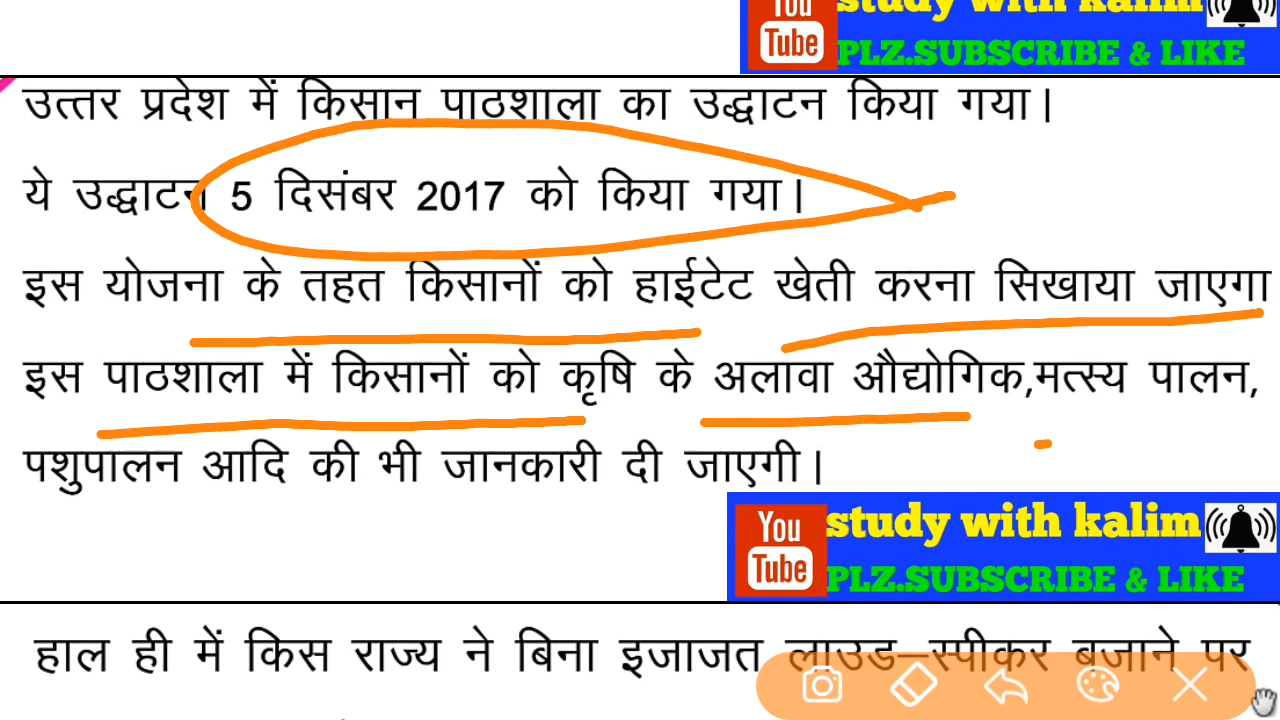 You
study with kalim
Tube
PLZ.SUBSCRIBE & LIKE
उत्तर प्रदेश में किसान पाठशाला का उद्घाटन किया गया।
ये उद्घाटन 5 दिसंबर 2017 को किया गया।
इस योजना के तहत किसानों को हाईटेट खेती करना सिखाया जाएगा
इस पाठशाला में किसानों को कृषि के अलावा औद्योगिक,मत्स्य पालन,
पशुपालन आदि की भी जानकारी दी जाएगी।
You
study with kalim
Tube
PLZ.SUBSCRIBE & LIKE
हाल ही में किस राज्य ने बिना इजाजत लाउड–स्पीकर बजाने पर